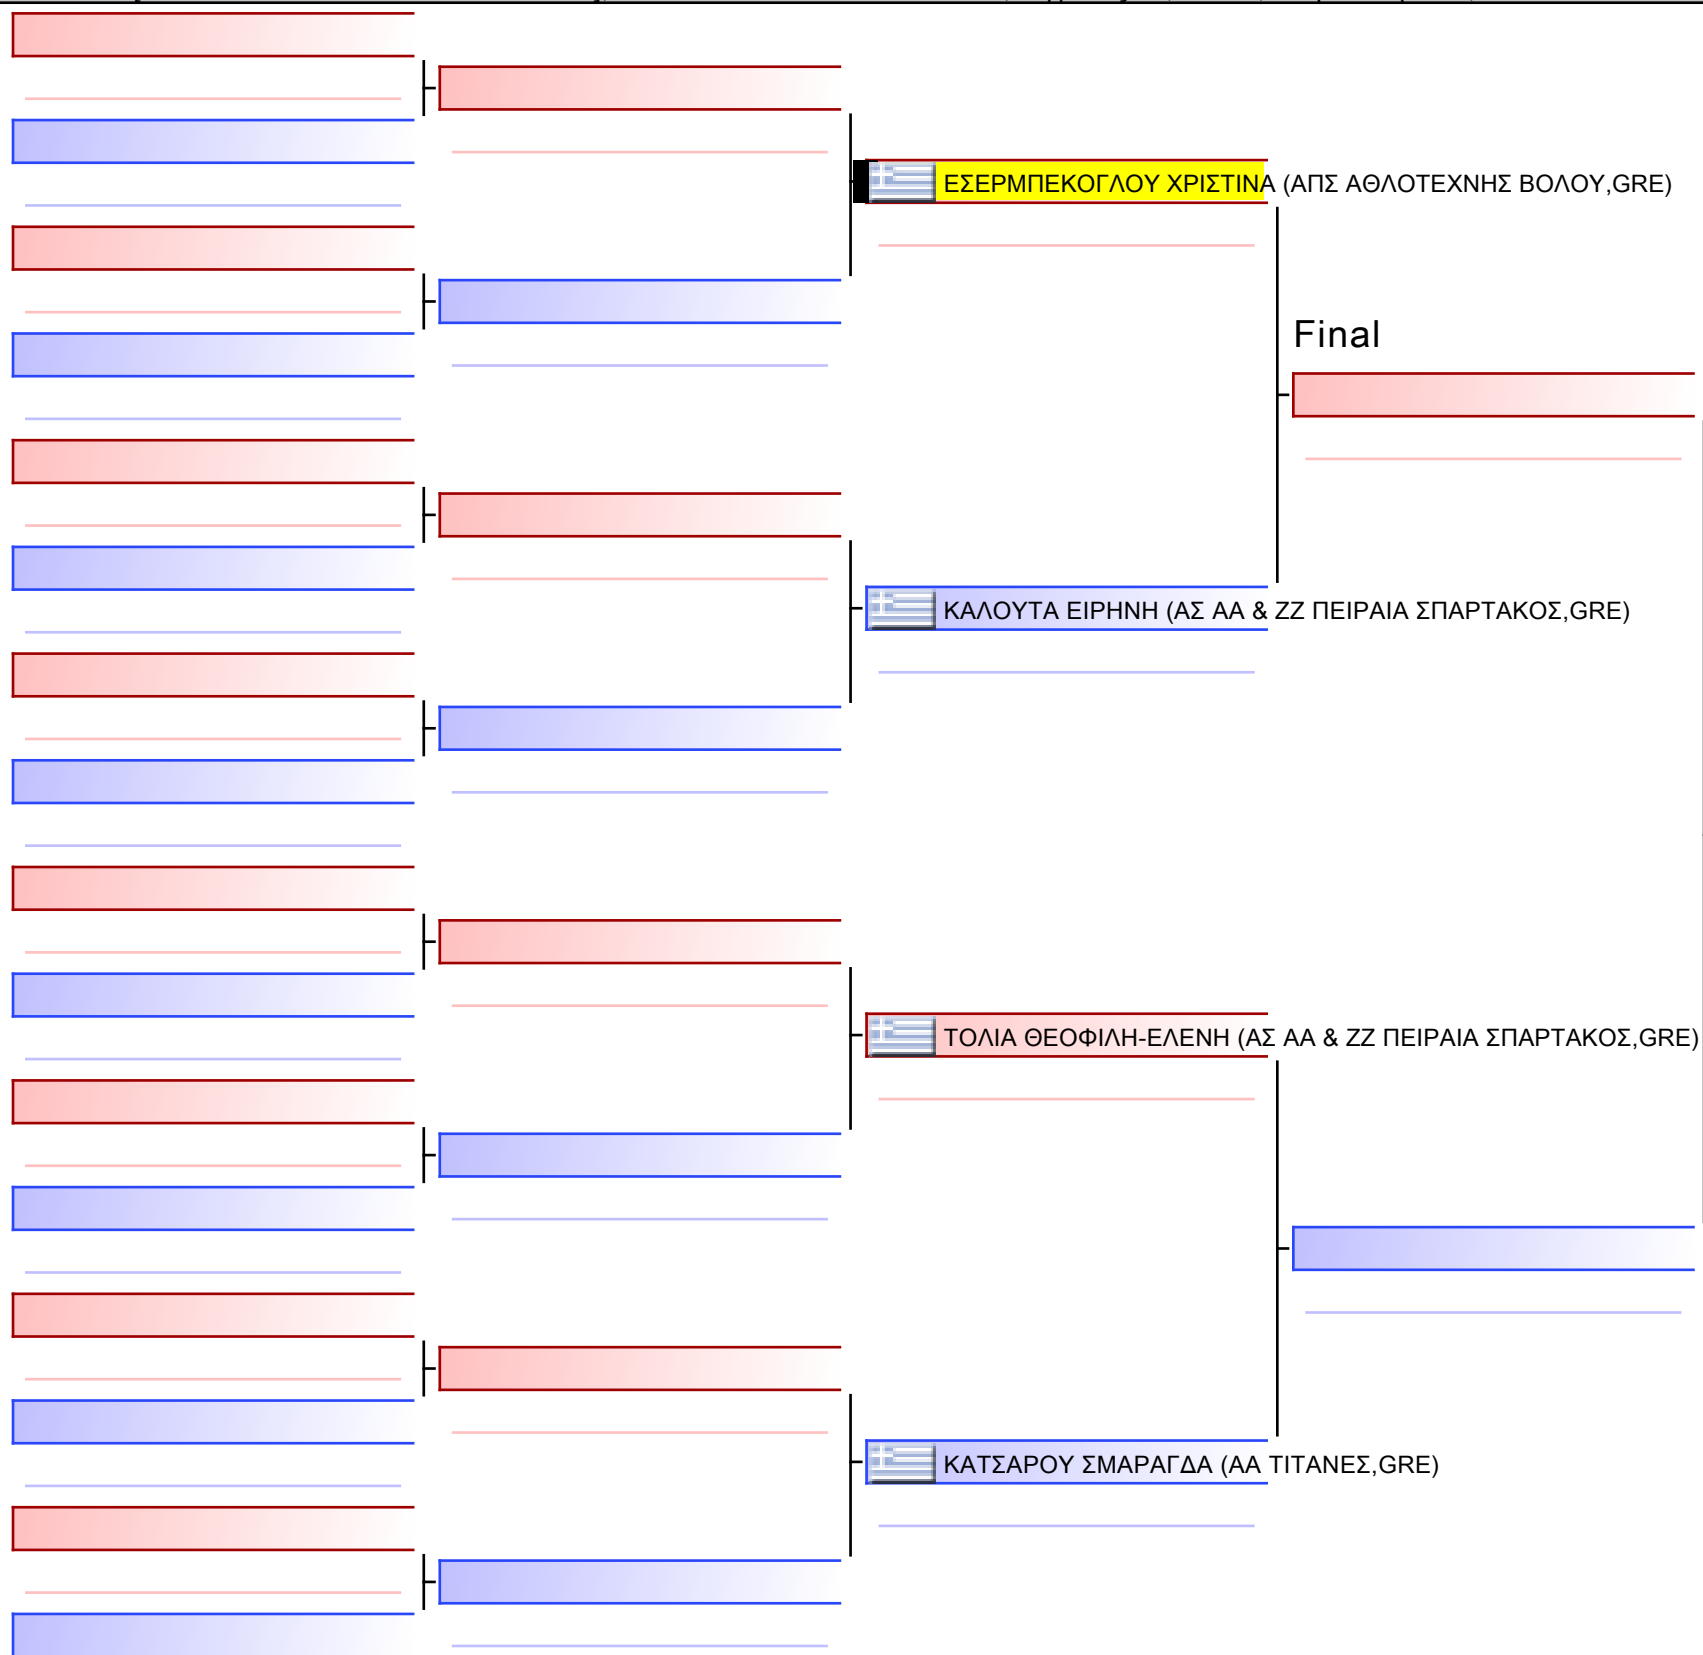 ΕΣΕΡΜΠΕΚΟΓΛΟΥ ΧΡΙΣΤΙΝΑ (ΑΠΣ ΑΘΛΟΤΕΧΝΗΣ ΒΟΛΟΥ,GRE)
Final
ΚΑΛΟΥΤΑ ΕΙΡΗΝΗ (ΑΣ ΑΑ & ΖΖ ΠΕΙΡΑΙΑ ΣΠΑΡΤΑΚΟΣ,GRE)
ΤΟΛΙΑ ΘΕΟΦΙΛΗ-ΕΛΕΝΗ (ΑΣ ΑΑ & ΖΖ ΠΕΙΡΑΙΑ ΣΠΑΡΤΑΚΟΣ,GRE)
ΚΑΤΣΑΡΟΥ ΣΜΑΡΑΓΔΑ (ΑΑ ΤΙΤΑΝΕΣ,GRE)